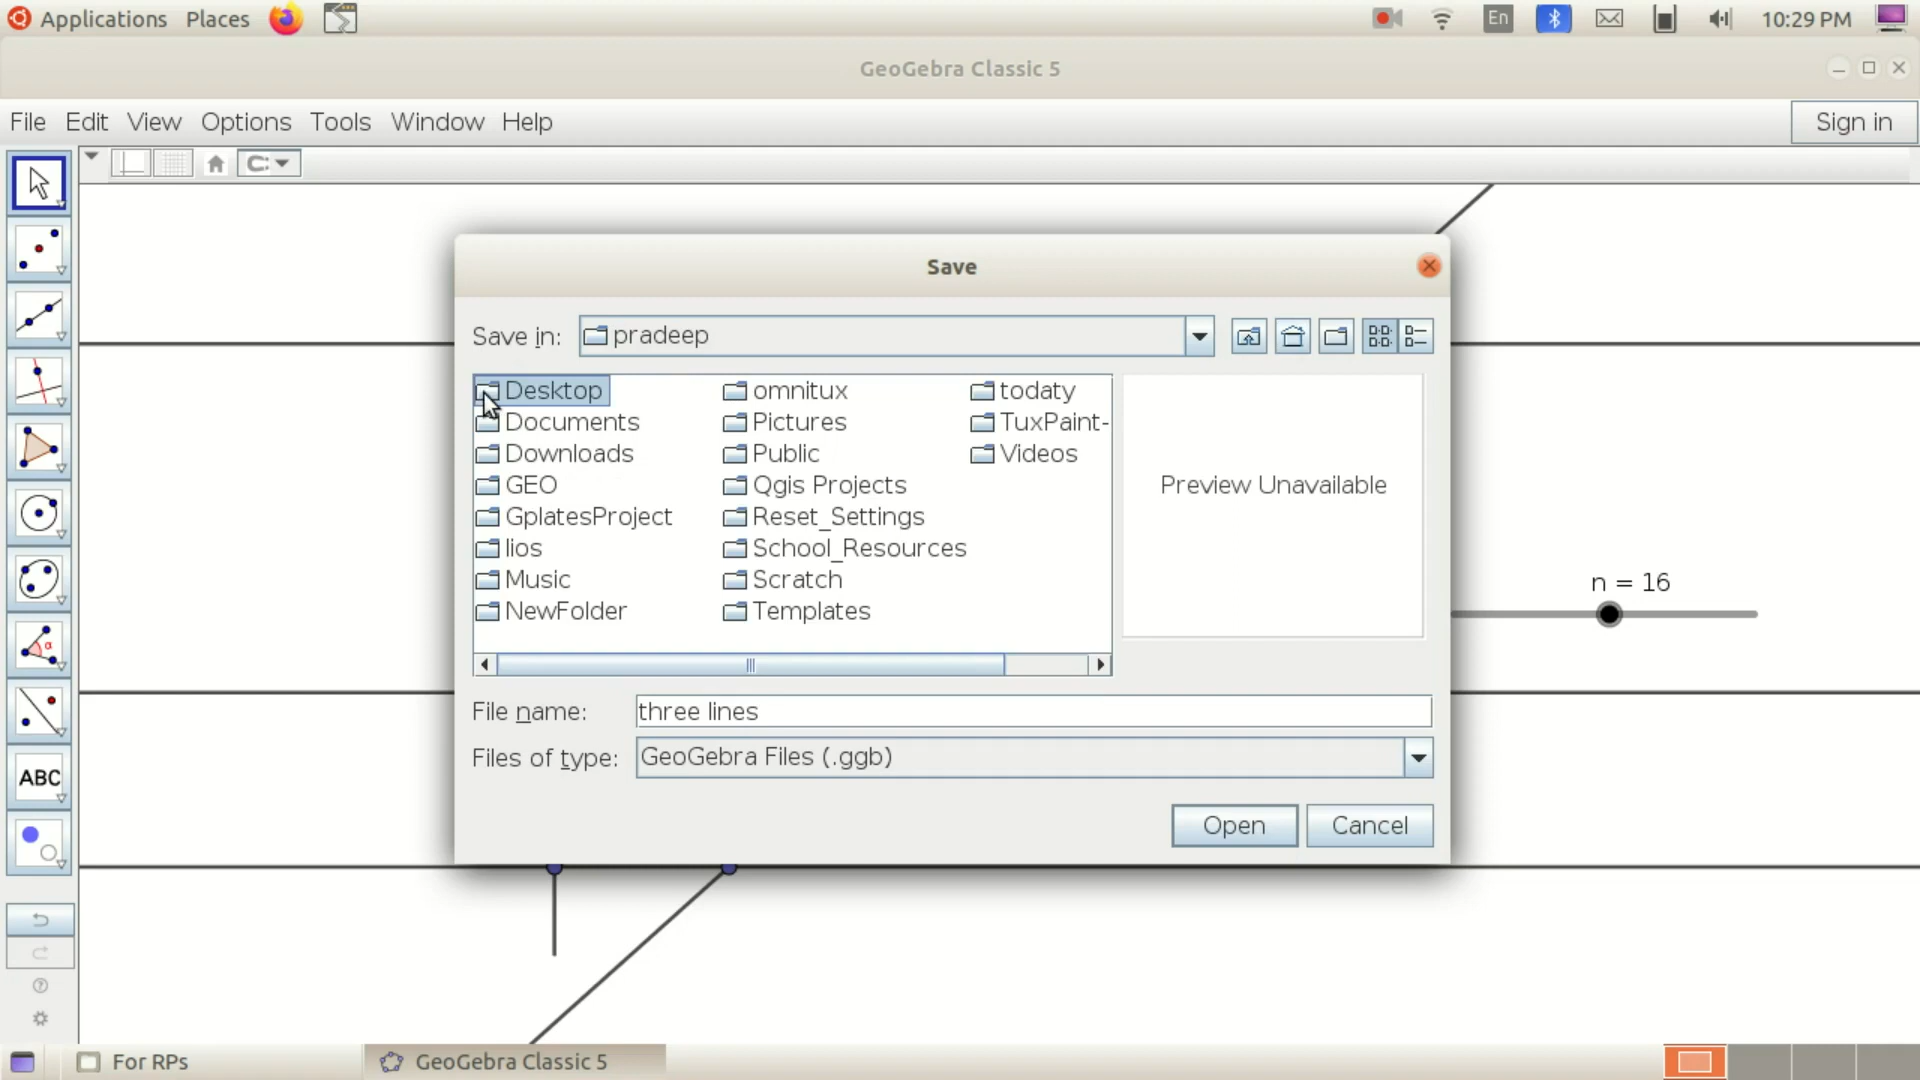 Applications Places En 10:29 PM
GeoGebra Classic 5
File Edit View Options Tools Window Help Sign in
Save
Save in: pradeep
Desktop omnitux todaty
Documents Pictures TuxPaint-
Downloads Public Videos
GEO Qgis Projects
GplatesProject Reset_Settings
lios School_Resources
Music Scratch
NewFolder Templates
Preview Unavailable
n = 16
File name: three lines
Files of type: GeoGebra Files (.ggb)
Open Cancel
ABC
For RPs GeoGebra Classic 5